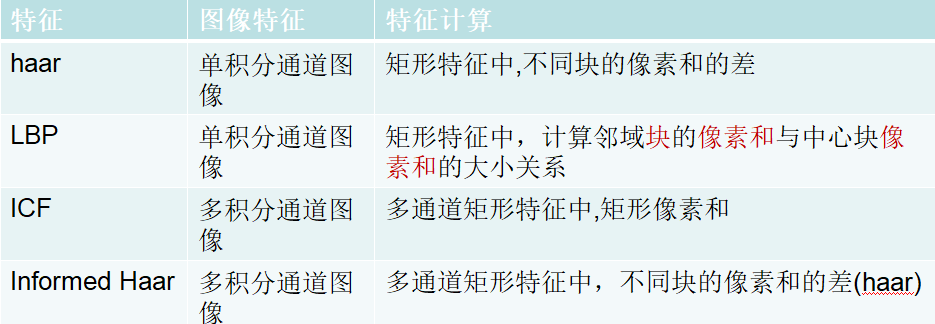 特征 图像特征 特征计算
haar 单积分通道图像 矩形特征中,不同块的像素和的差
LBP 单积分通道图像 矩形特征中，计算邻域块的像素和与中心块像素和的大小关系
ICF 多积分通道图像 多通道矩形特征中,矩形像素和
Informed Haar 多积分通道图像 多通道矩形特征中，不同块的像素和的差(haar)